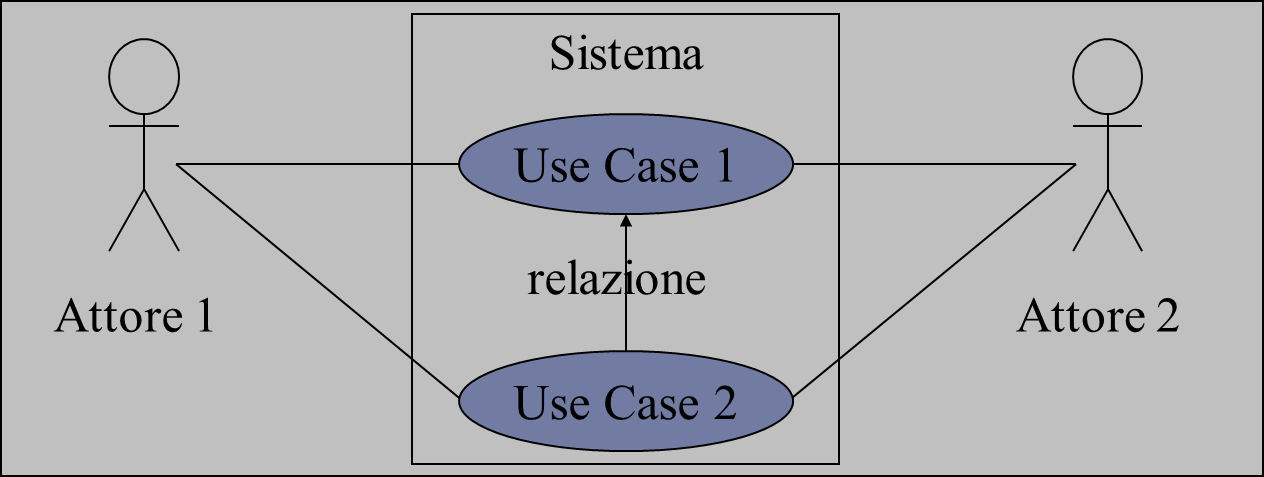 Sistema
Use Case 1
relazione
Attore 1
Attore 2
Use Case 2